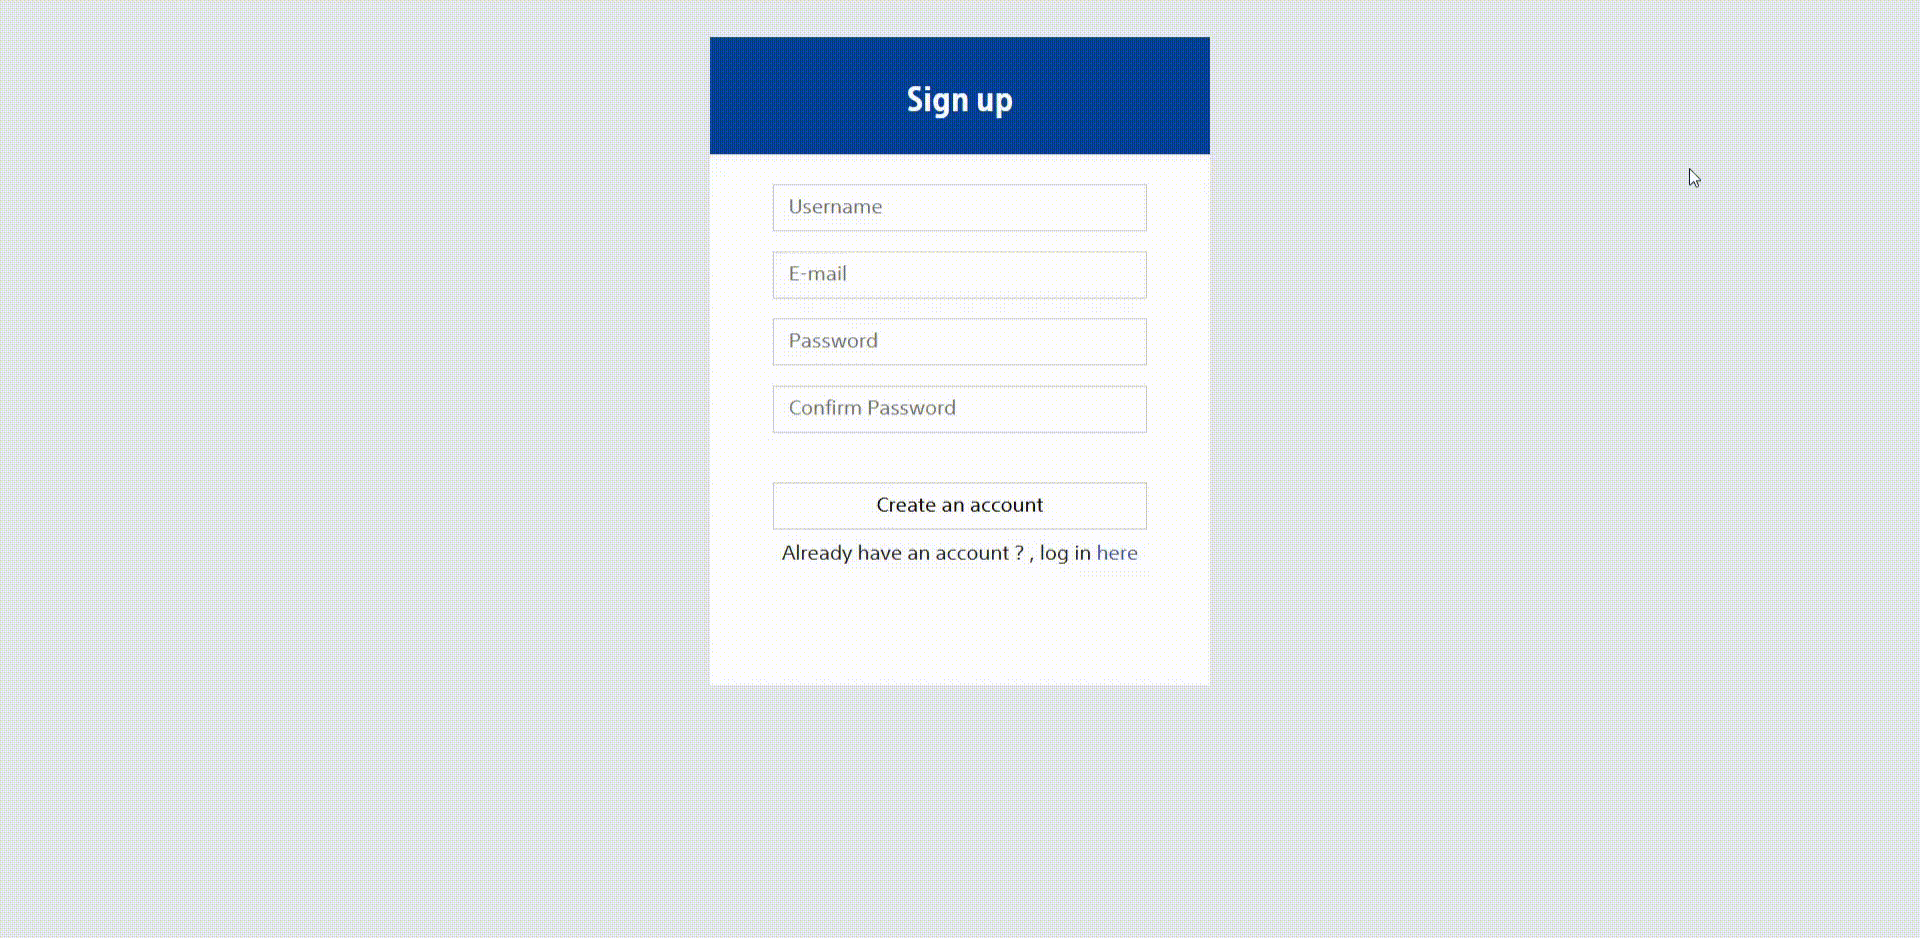 Sign up
Username
E-mail
Password
Confirm Password
Create an account
Already have an account ? , log in here